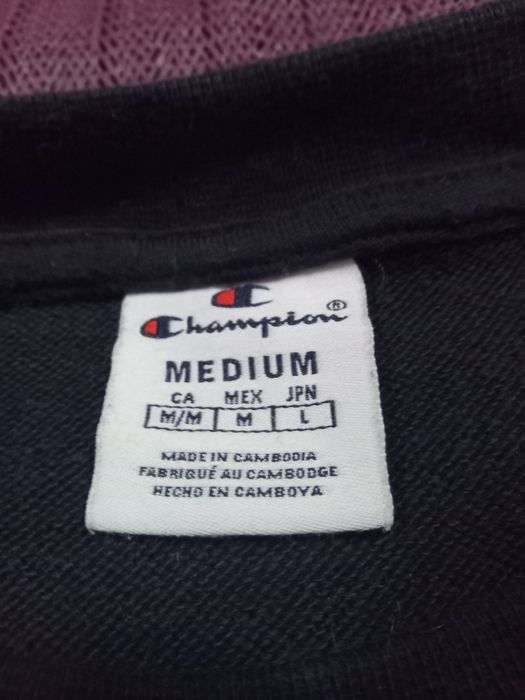 Champion®
MEDIUM
CA MEX JPN
M/M M L
MADE IN CAMBODIA
FABRIQUÉ AU CAMBODGE
HECHO EN CAMBOYA